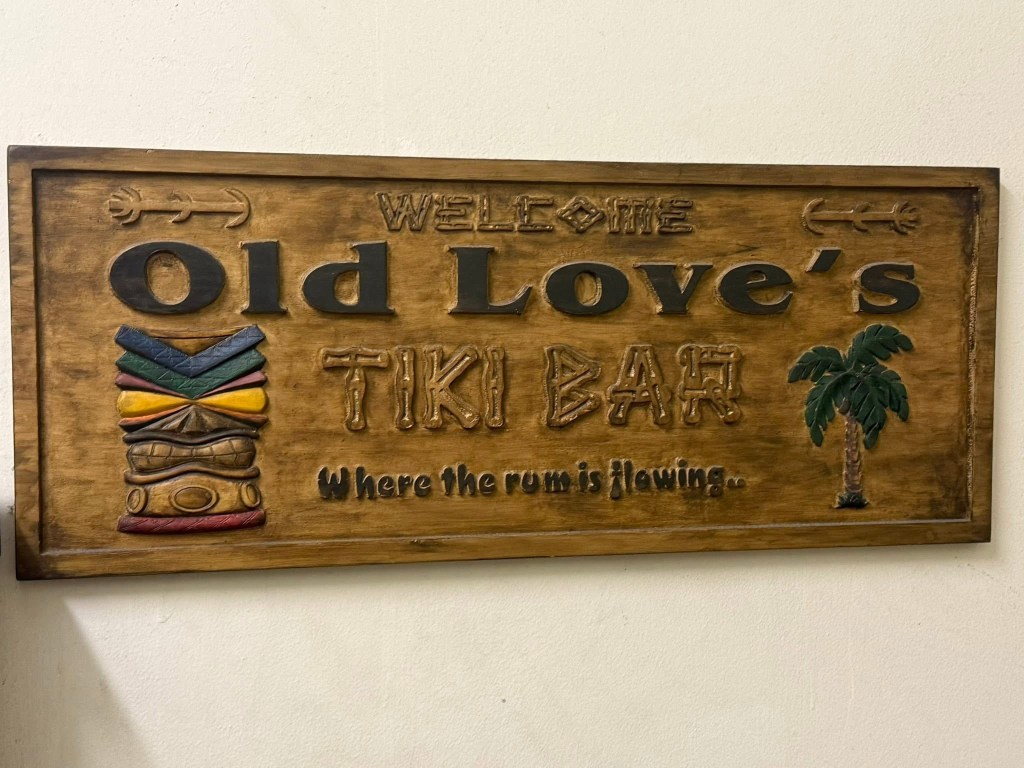 WELCOME
Old Love's
TIKI BAR
Where the rum is flowing..